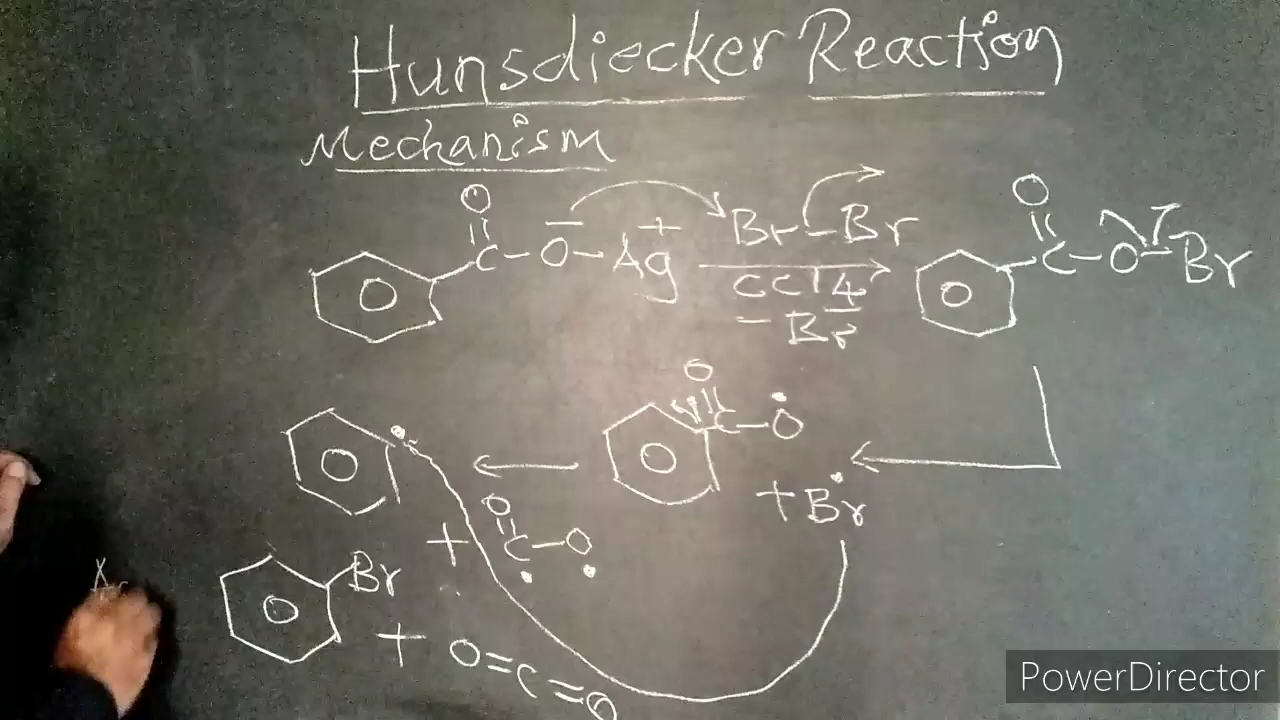 Hunsdiecker Reaction
Mechanism
O O
|| ||
C-O-Ag + Br-Br C-O-Br
CCl4
-Br
O
||
C-O
+ Br
O
||
+ C-O
Br
+ O=C=O
PowerDirector